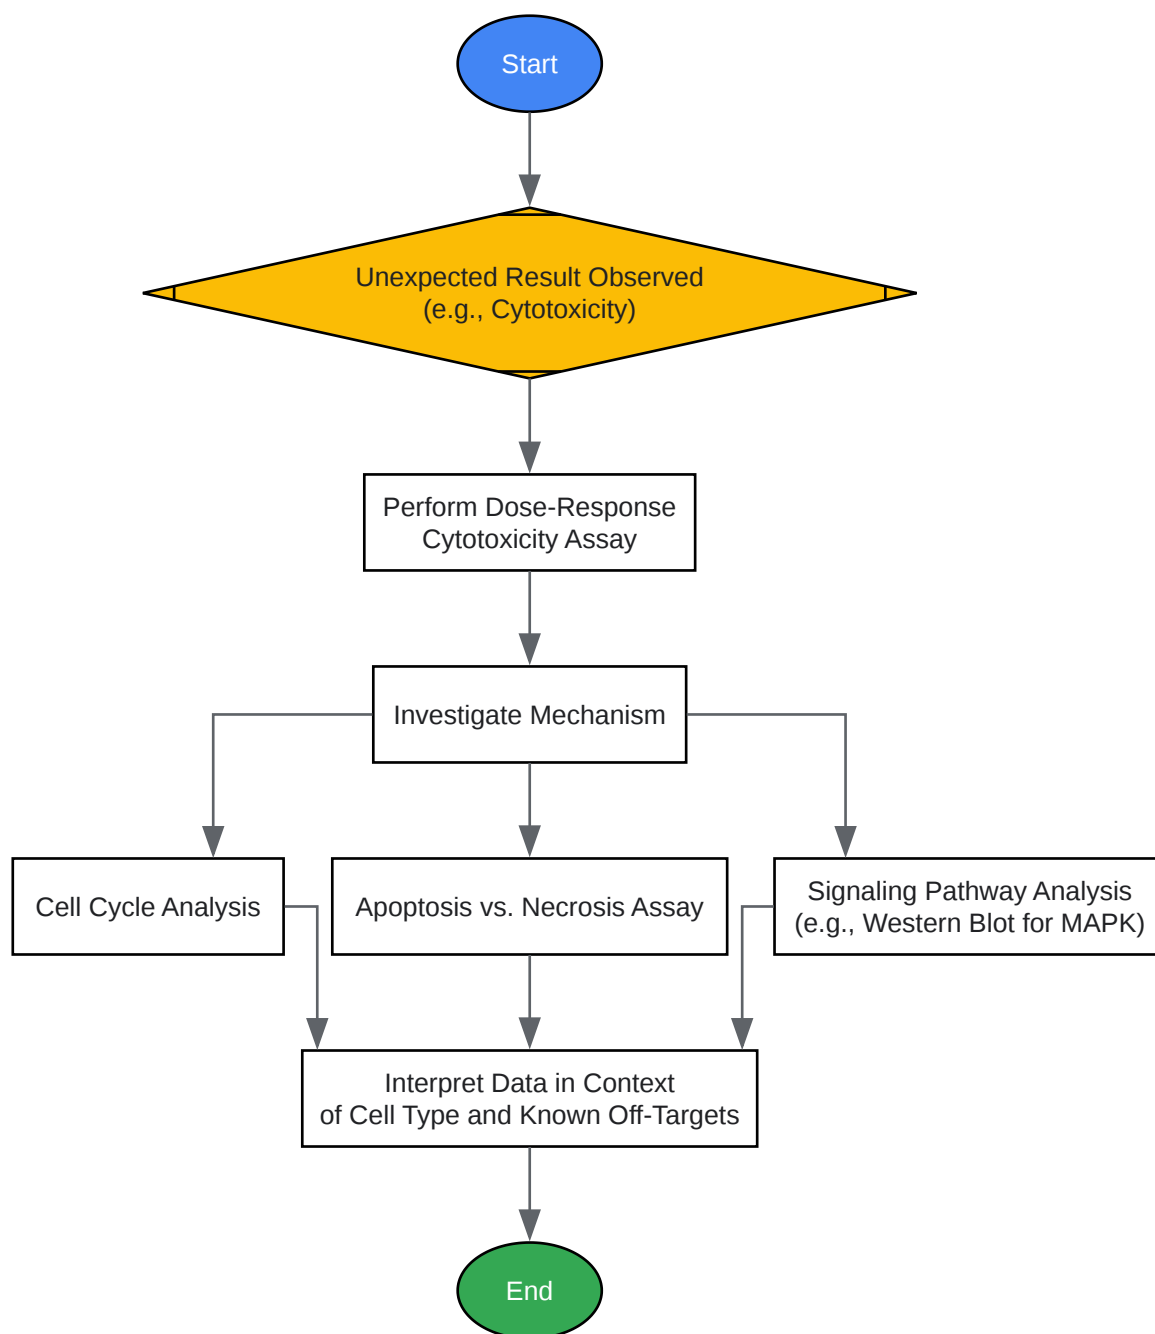 Start
Unexpected Result Observed
(e.g., Cytotoxicity)
Perform Dose-Response
Cytotoxicity Assay
Investigate Mechanism
Cell Cycle Analysis
Apoptosis vs. Necrosis Assay
Signaling Pathway Analysis
(e.g., Western Blot for MAPK)
Interpret Data in Context
of Cell Type and Known Off-Targets
End